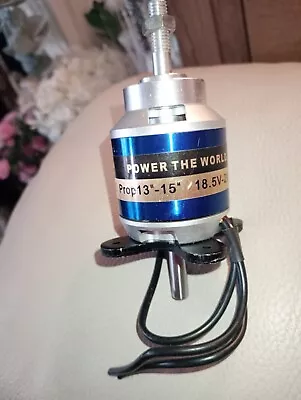 POWER THE WORLD
Prop13"-15" 18.5V-